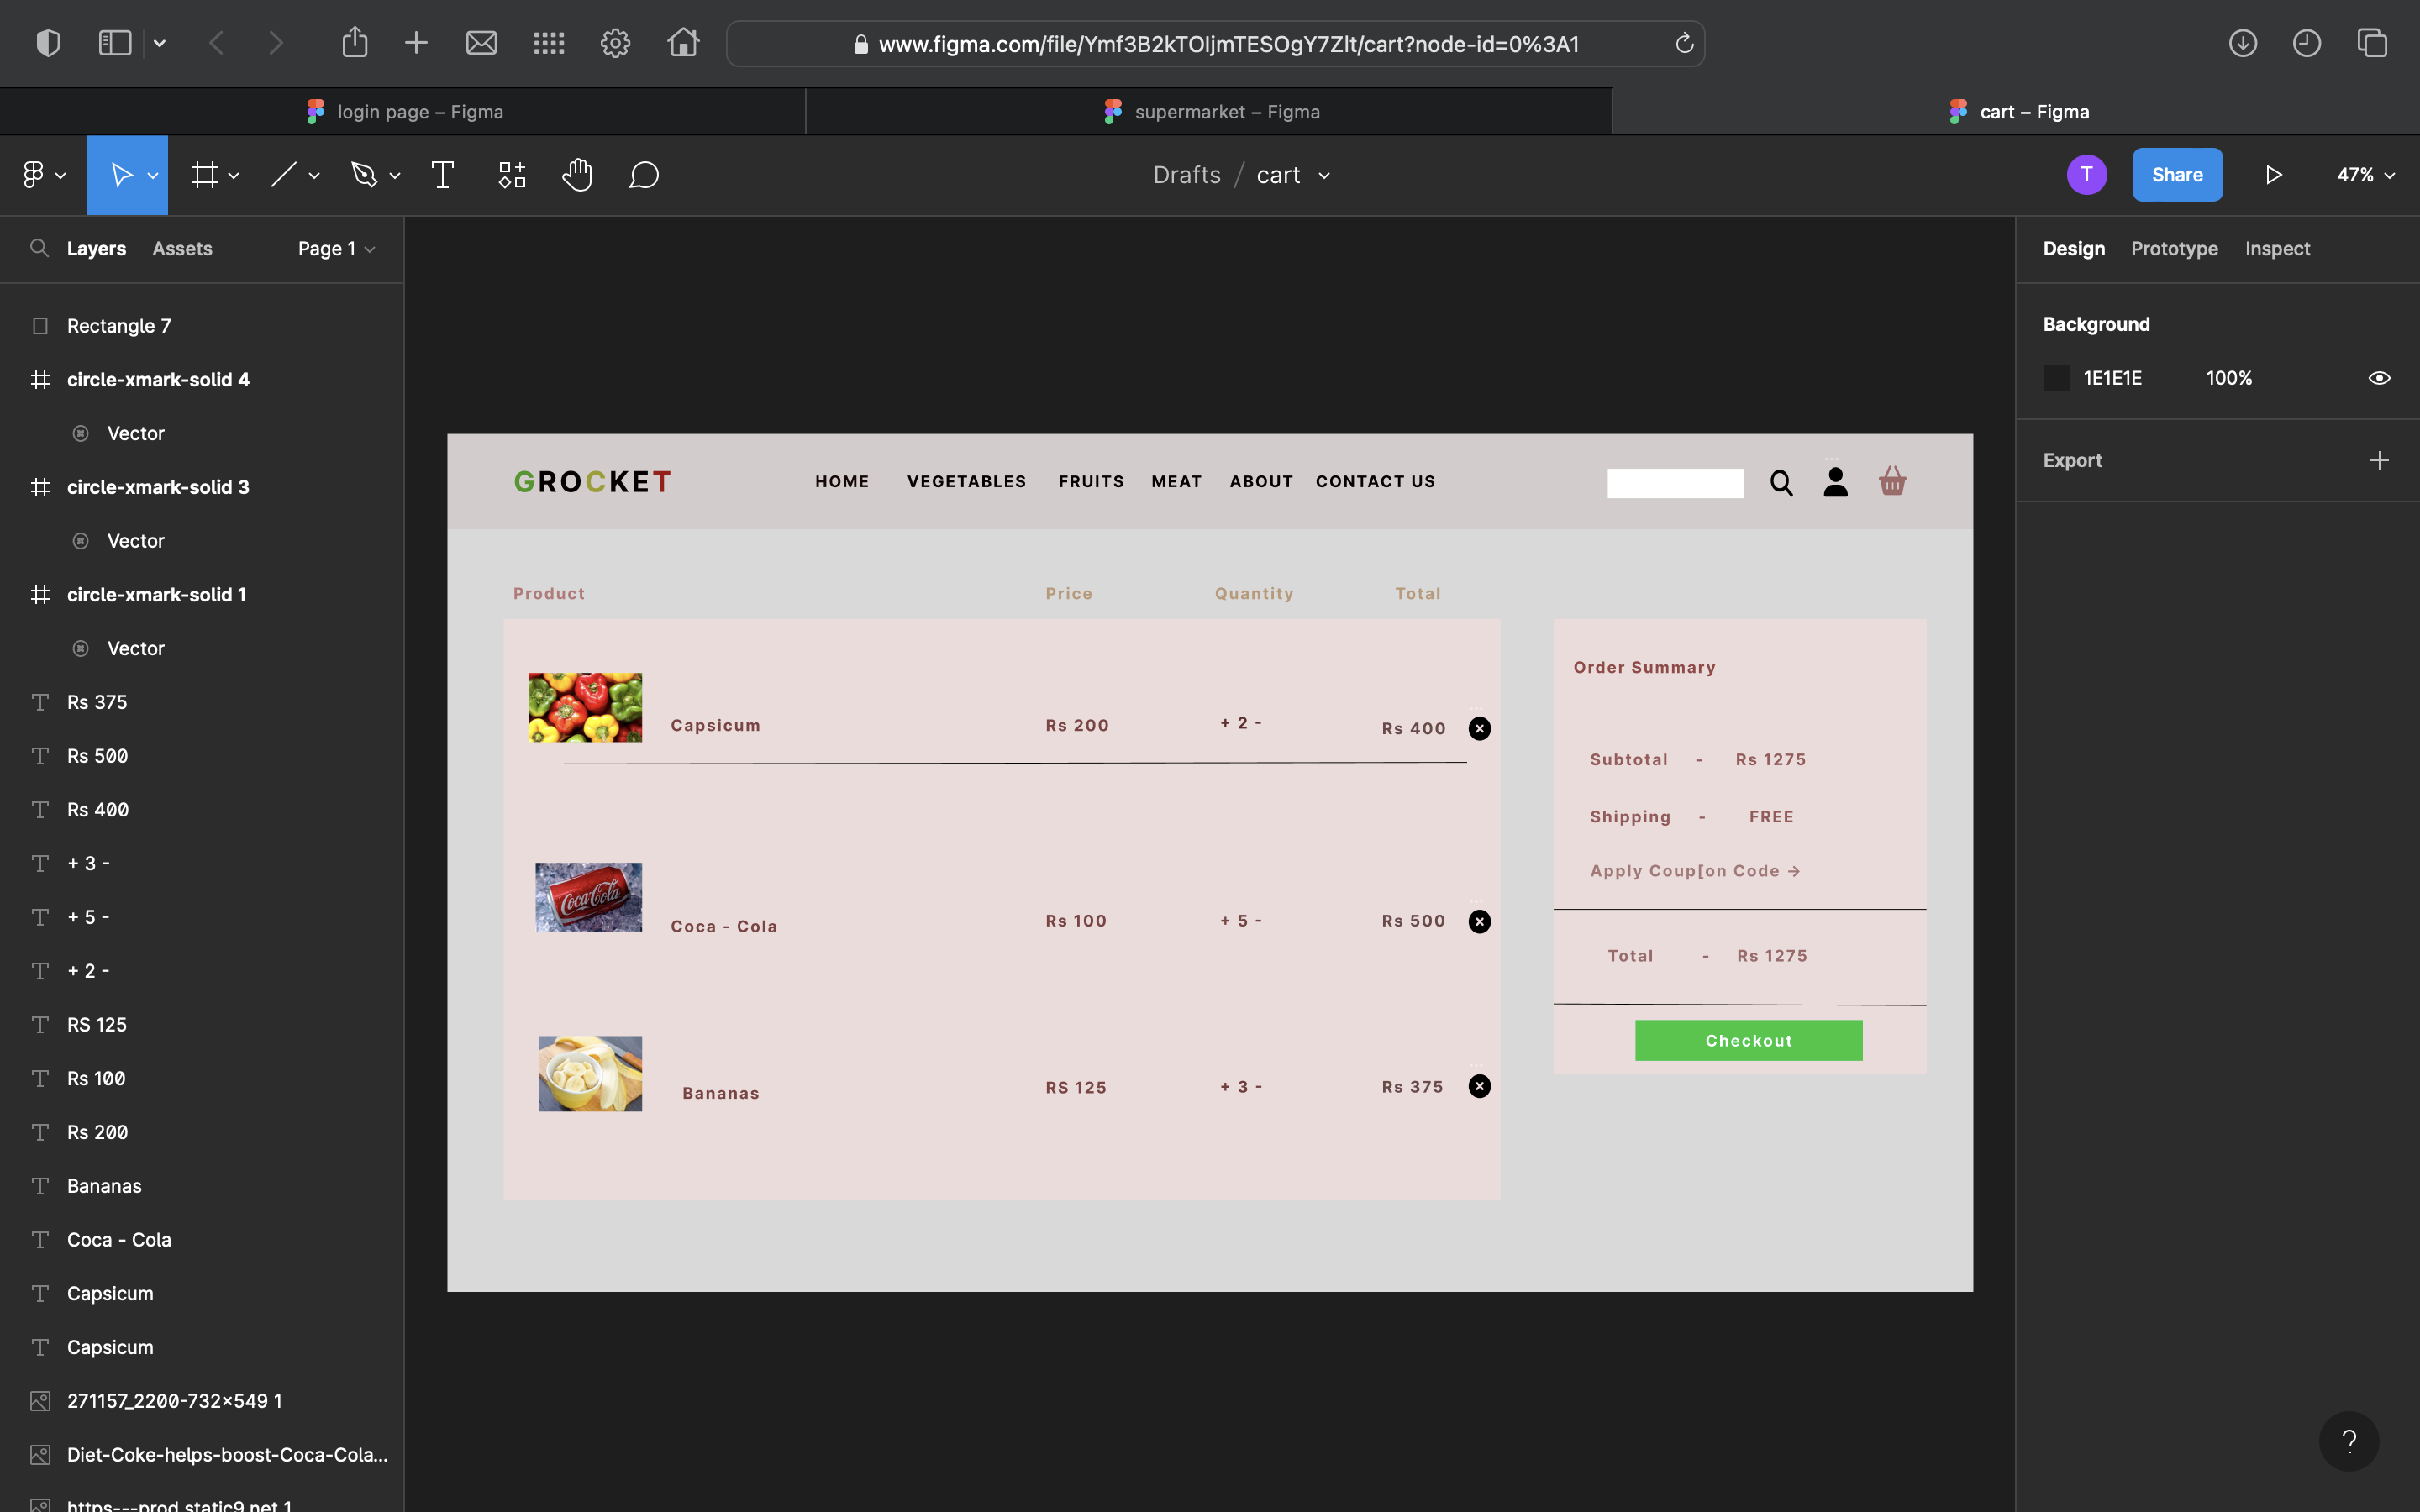 www.figma.com/file/Ymf3B2kTOljmTESOgY7Zlt/cart?node-id=0%3A1
login page – Figma
supermarket – Figma
cart – Figma
Drafts / cart
T
Share
47%
Layers
Assets
Page 1
Design
Prototype
Inspect
Rectangle 7
circle-xmark-solid 4
Vector
circle-xmark-solid 3
Vector
circle-xmark-solid 1
Vector
Rs 375
Rs 500
Rs 400
+ 3 -
+ 5 -
+ 2 -
RS 125
Rs 100
Rs 200
Bananas
Coca - Cola
Capsicum
Capsicum
271157_2200-732×549 1
Diet-Coke-helps-boost-Coca-Cola...
https---prod.static9.net 1
Background
1E1E1E 100%
Export
GROCKET
HOME VEGETABLES FRUITS MEAT ABOUT CONTACT US
Product Price Quantity Total
Capsicum Rs 200 + 2 - Rs 400
Coca-Cola
Coca - Cola Rs 100 + 5 - Rs 500
Bananas RS 125 + 3 - Rs 375
Order Summary
Subtotal - Rs 1275
Shipping - FREE
Apply Coup[on Code →
Total - Rs 1275
Checkout
?